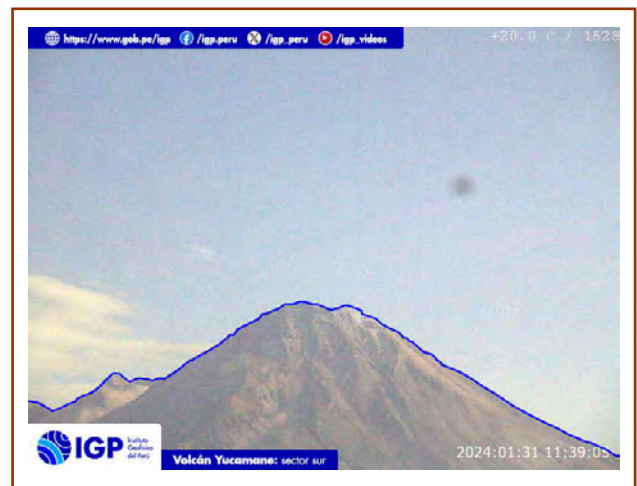 https://www.gob.pe/igp /igp.peru /igp_peru /igp_videos
+20.0 C / 1528
IGP Instituto
Geofísico
del Perú
Volcán Yucamane: sector sur
2024:01:31 11:39:05